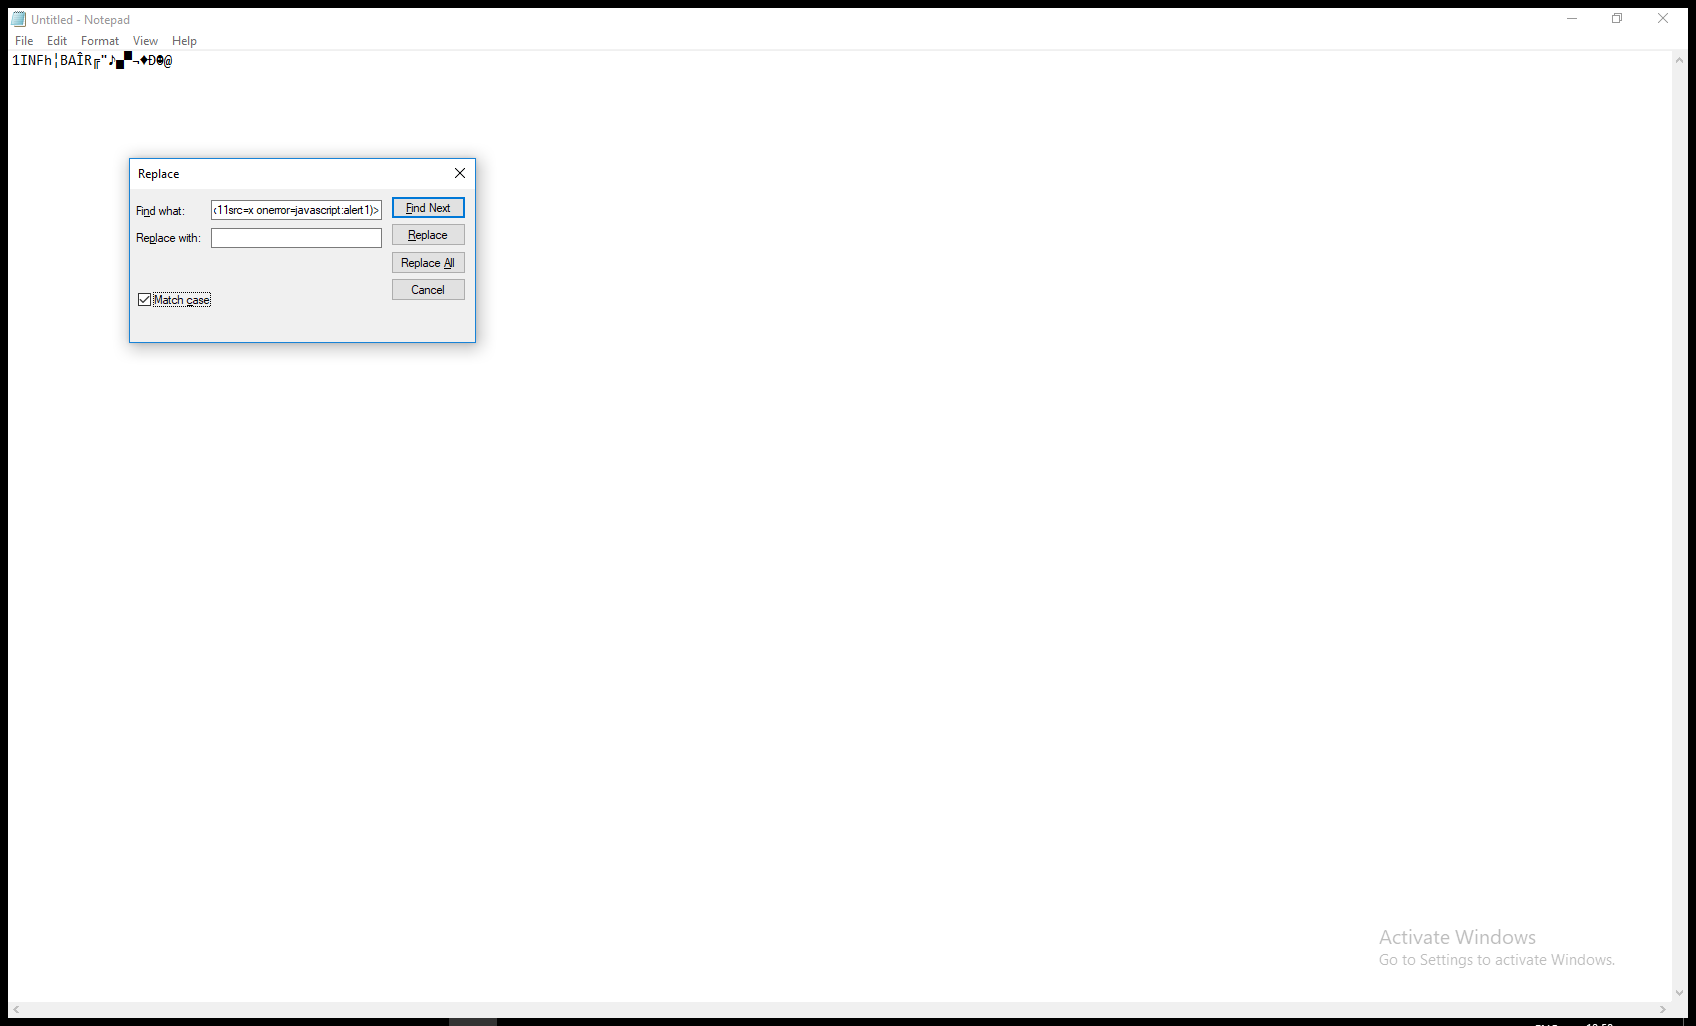 Untitled - Notepad
File Edit Format View Help
1INFh¦BAÎR╔"♪▄▀¬♦Ð◘@
Replace
Find what: x11src=x onerror=javascript:alert1)> Find Next
Replace with: Replace
Replace All
Cancel
Match case
Activate Windows
Go to Settings to activate Windows.